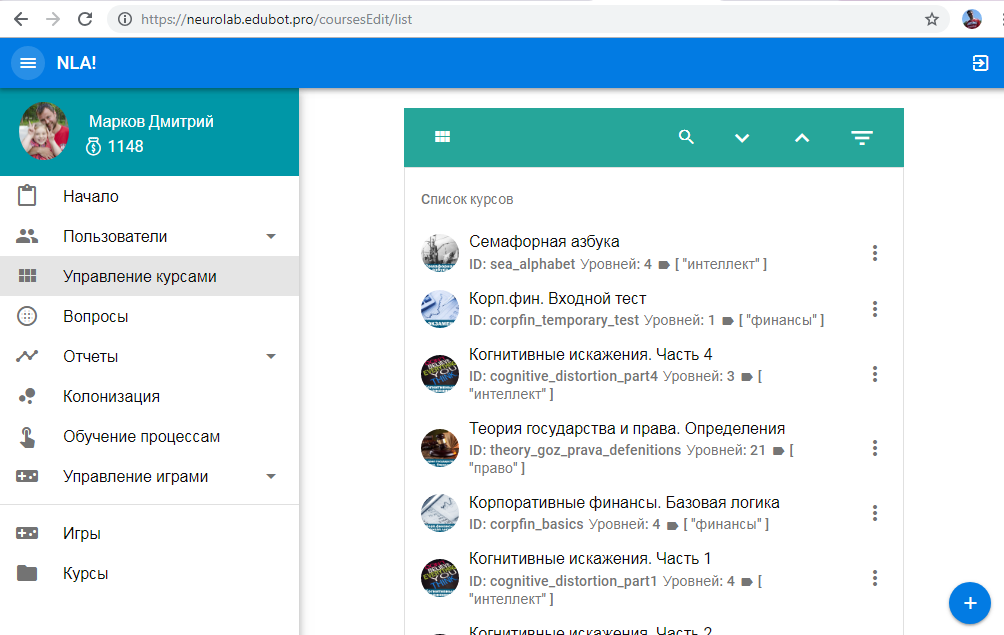 https://neurolab.edubot.pro/coursesEdit/list
NLA!
Марков Дмитрий
1148
Начало
Пользователи
Управление курсами
Вопросы
Отчеты
Колонизация
Обучение процессам
Управление играми
Игры
Курсы
Список курсов
Семафорная азбука
ID: sea_alphabet Уровней: 4 [ "интеллект" ]
Корп.фин. Входной тест
ID: corpfin_temporary_test Уровней: 1 [ "финансы" ]
Когнитивные искажения. Часть 4
ID: cognitive_distortion_part4 Уровней: 3 [
"интеллект" ]
Теория государства и права. Определения
ID: theory_goz_prava_defenitions Уровней: 21 [
"право" ]
Корпоративные финансы. Базовая логика
ID: corpfin_basics Уровней: 4 [ "финансы" ]
Когнитивные искажения. Часть 1
ID: cognitive_distortion_part1 Уровней: 4 [
"интеллект" ]
Когнитивные искажения. Часть 2